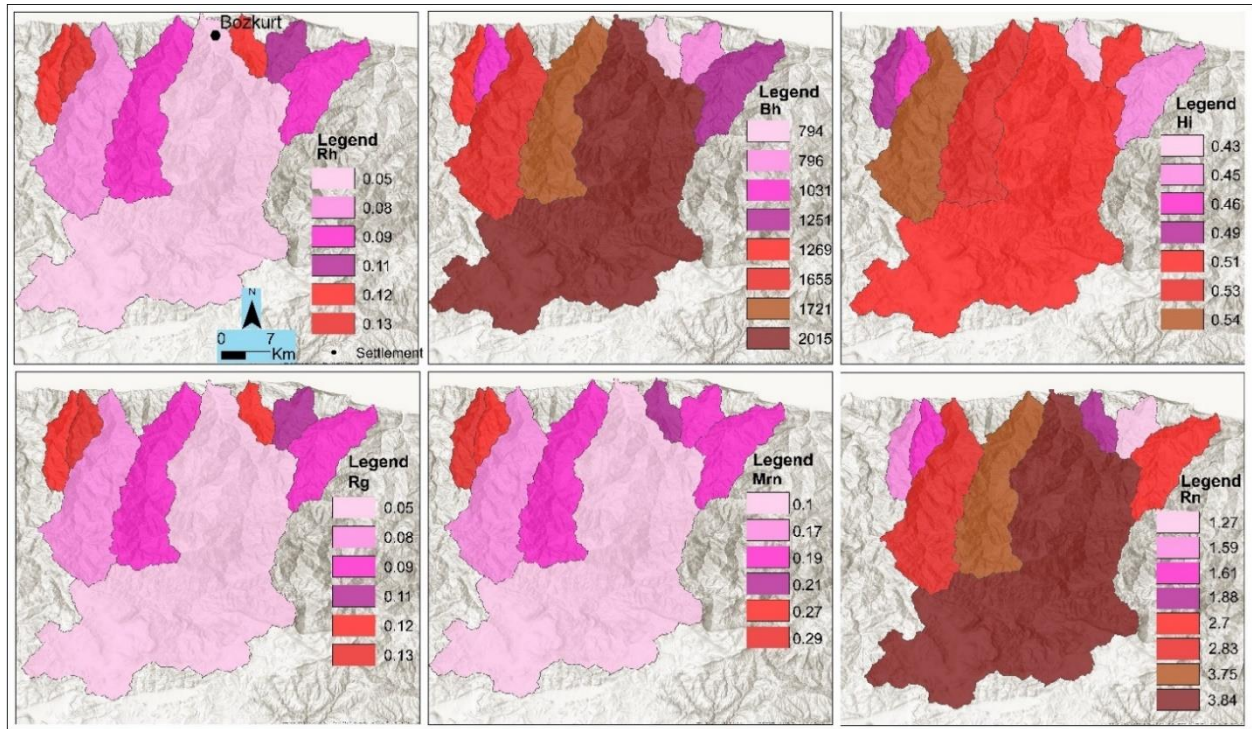 Bozkurt
Legend
Rh
0.05
0.08
0.09
0.11
0.12
0.13
N
0 7
Km
Settlement
Legend
Bh
794
796
1031
1251
1269
1655
1721
2015
Legend
Hi
0.43
0.45
0.46
0.49
0.51
0.53
0.54
Legend
Rg
0.05
0.08
0.09
0.11
0.12
0.13
Legend
Mrn
0.1
0.17
0.19
0.21
0.27
0.29
Legend
Rn
1.27
1.59
1.61
1.88
2.7
2.83
3.75
3.84